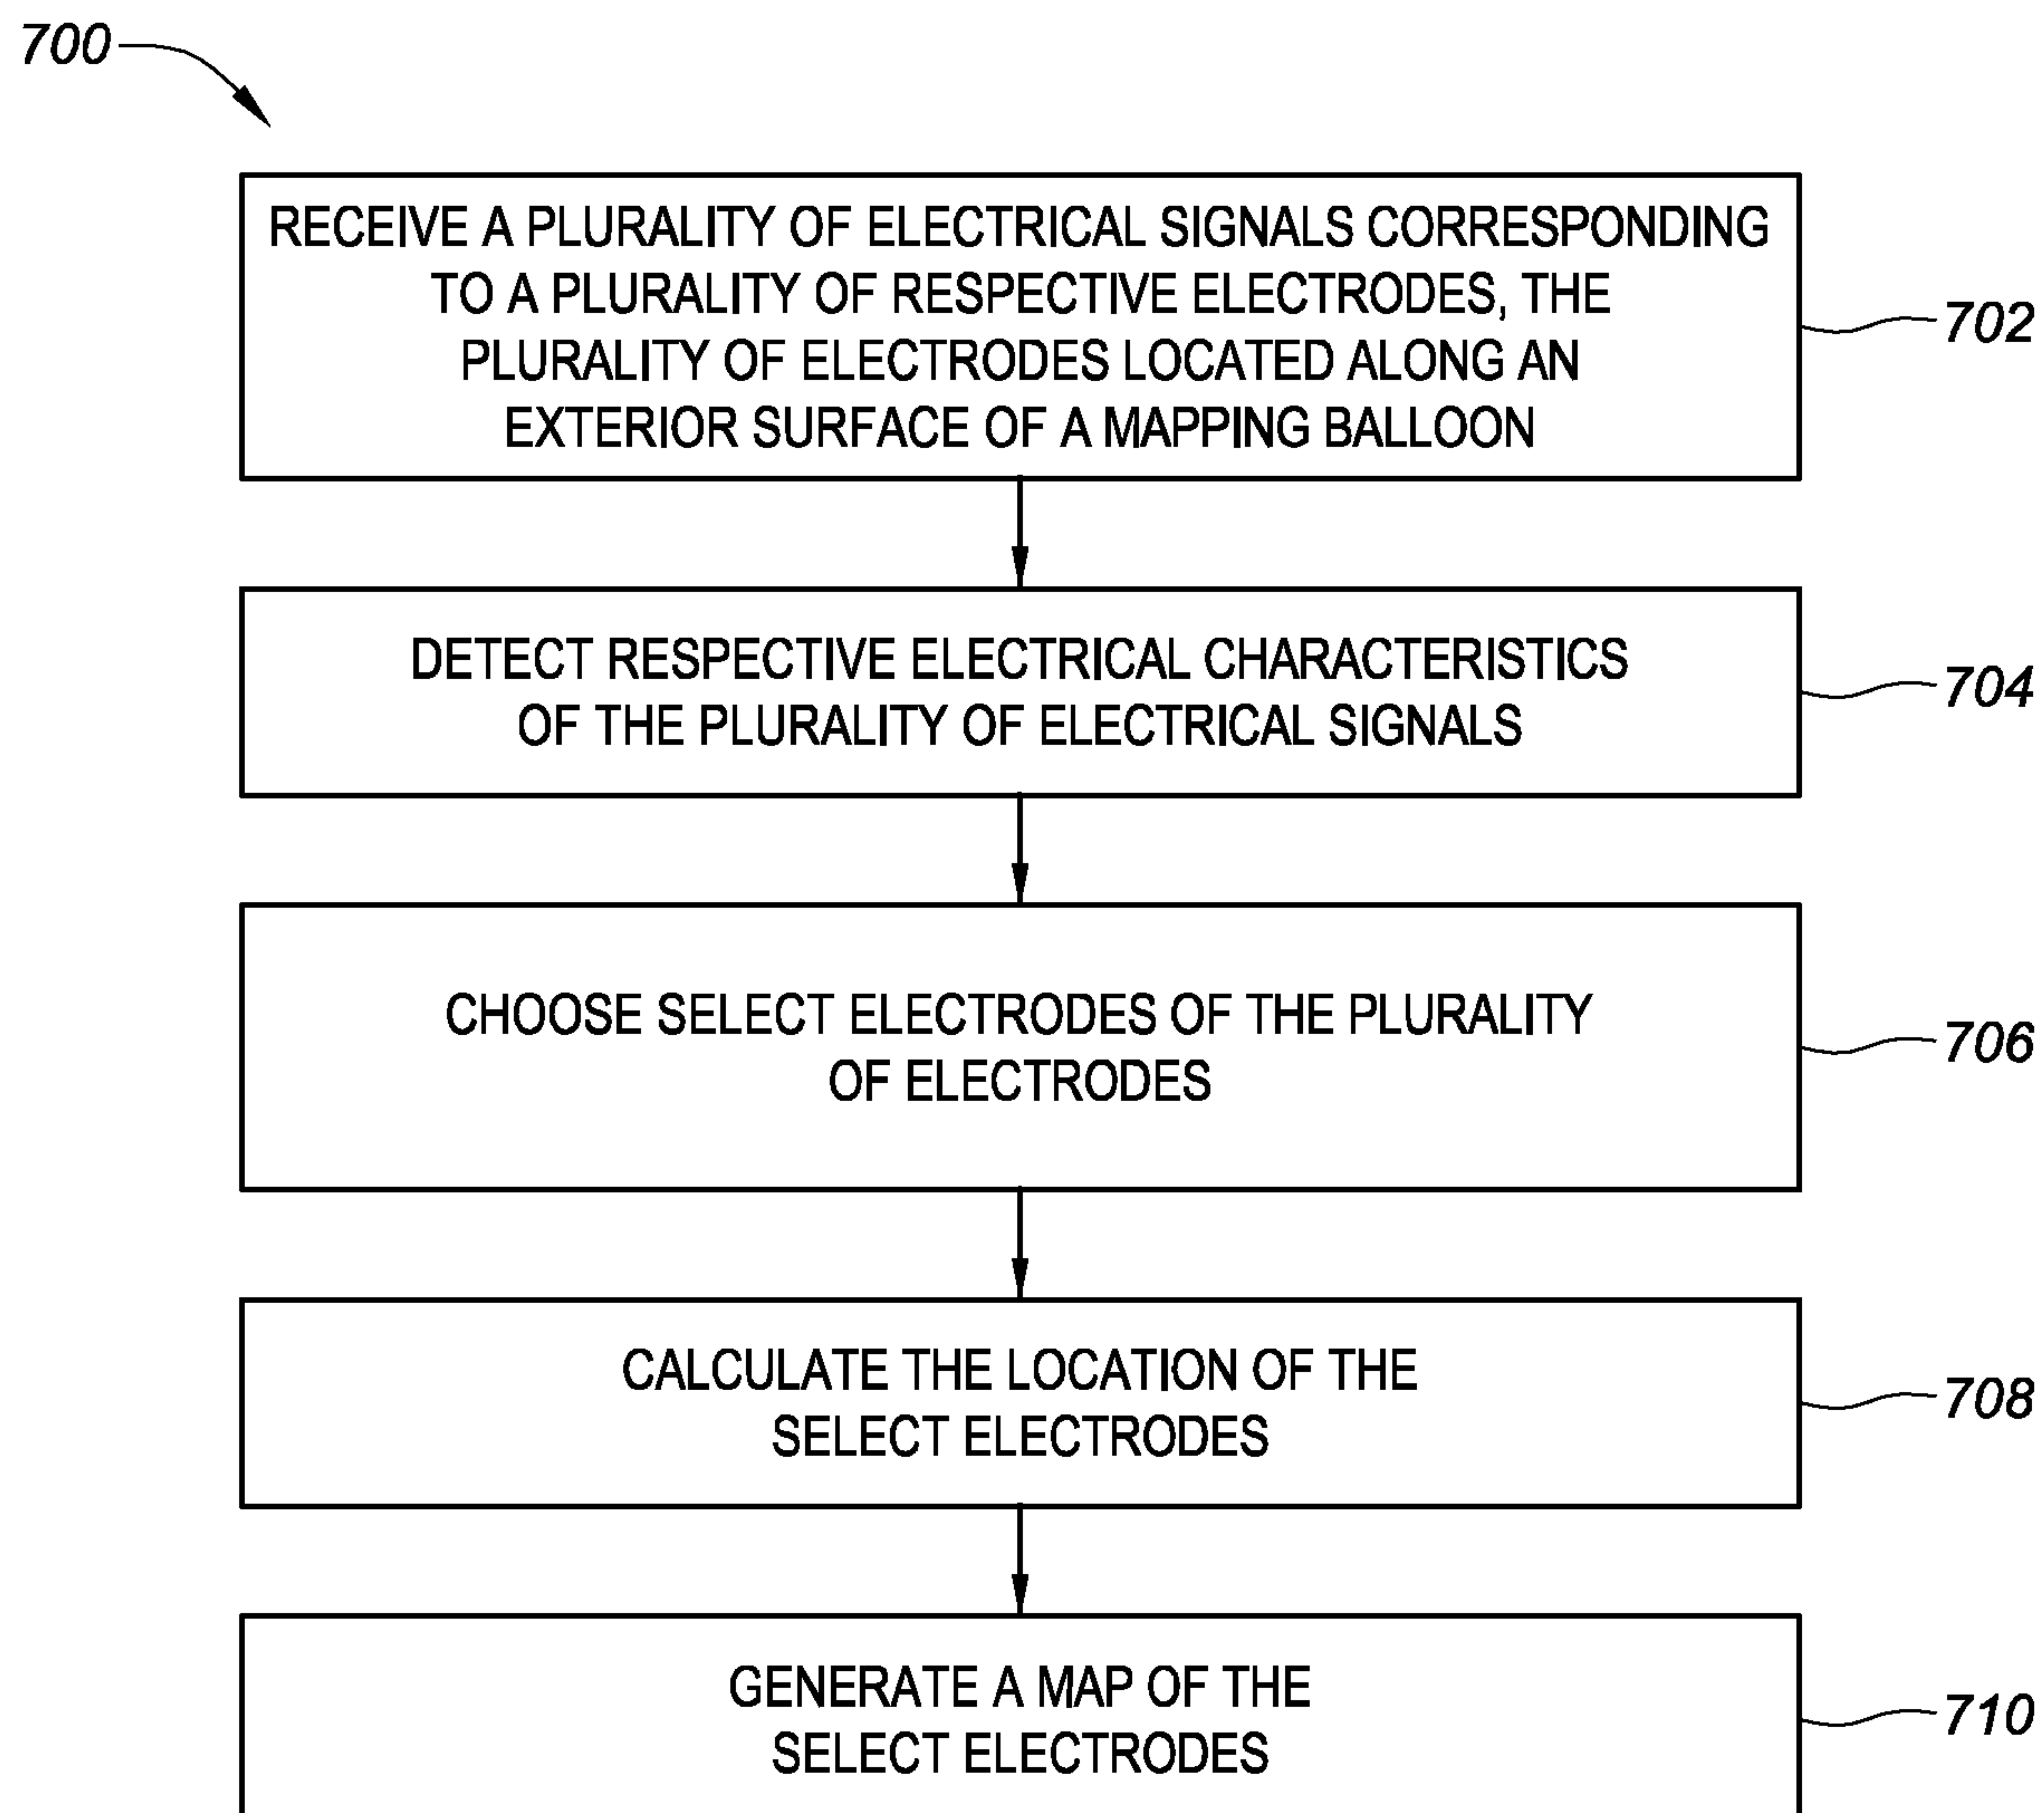 700
RECEIVE A PLURALITY OF ELECTRICAL SIGNALS CORRESPONDING
TO A PLURALITY OF RESPECTIVE ELECTRODES, THE
PLURALITY OF ELECTRODES LOCATED ALONG AN
EXTERIOR SURFACE OF A MAPPING BALLOON
702
DETECT RESPECTIVE ELECTRICAL CHARACTERISTICS
OF THE PLURALITY OF ELECTRICAL SIGNALS
704
CHOOSE SELECT ELECTRODES OF THE PLURALITY
OF ELECTRODES
706
CALCULATE THE LOCATION OF THE
SELECT ELECTRODES
708
GENERATE A MAP OF THE
SELECT ELECTRODES
710